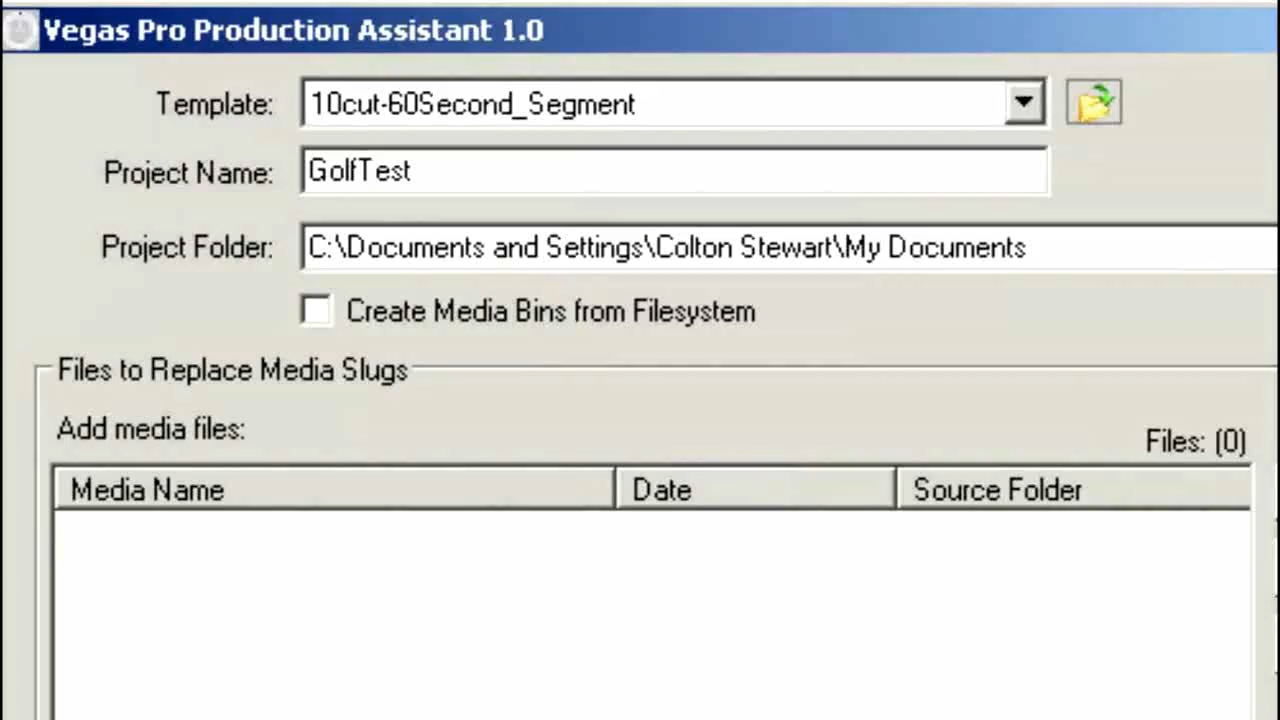 Vegas Pro Production Assistant 1.0
Template: 10cut-60Second_Segment
Project Name: GolfTest
Project Folder: C:\Documents and Settings\Colton Stewart\My Documents
Create Media Bins from Filesystem
Files to Replace Media Slugs
Add media files:
Files: (0)
Media Name Date Source Folder